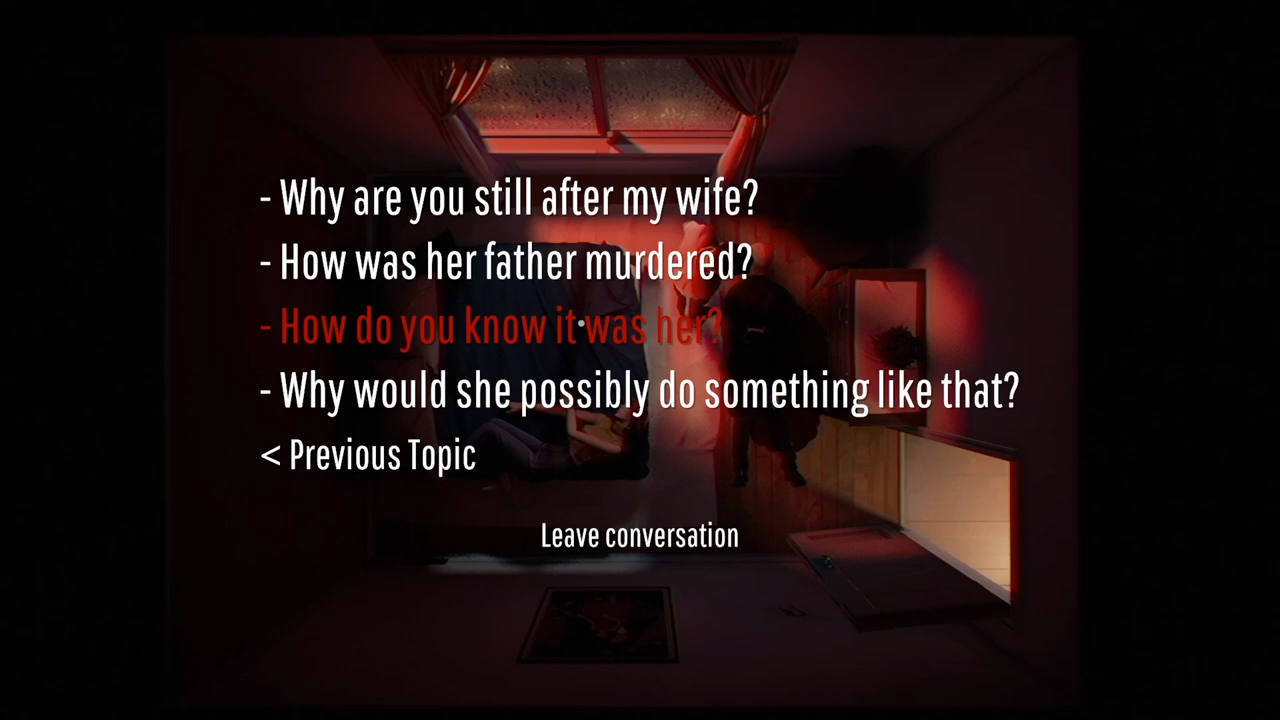 - Why are you still after my wife?
- How was her father murdered?
- How do you know it was her?
- Why would she possibly do something like that?
< Previous Topic
Leave conversation